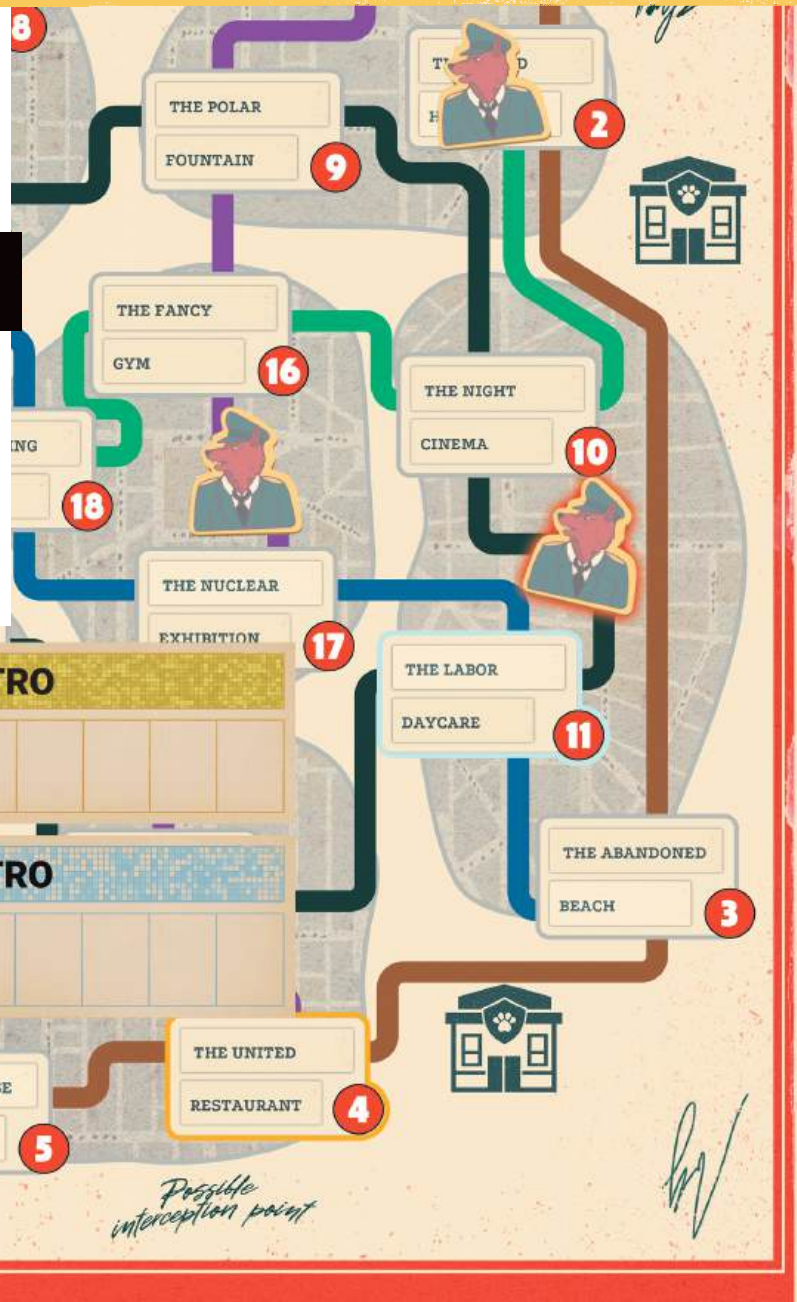 8
THE POLAR
FOUNTAIN
9
2
THE FANCY
GYM
16
THE NIGHT
CINEMA
10
ING
18
THE NUCLEAR
EXHIBITION
17
TRO
THE LABOR
DAYCARE
11
TRO
THE ABANDONED
BEACH
3
THE UNITED
RESTAURANT
4
SE
5
Possible
interception point